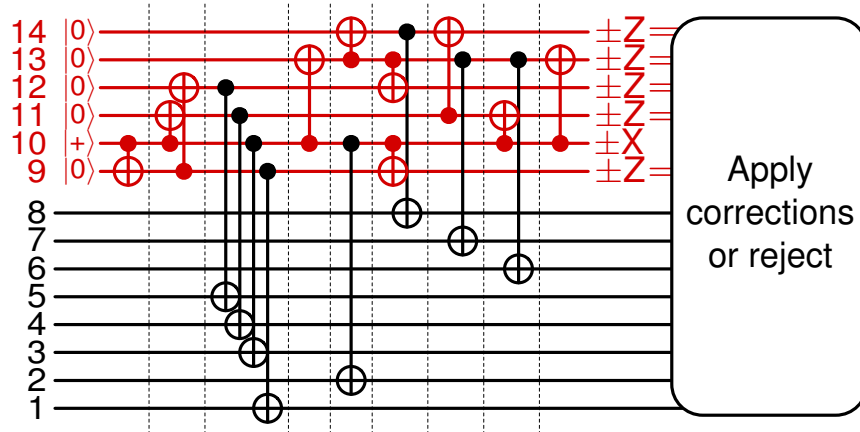 14 |0⟩ ±Z=
13 |0⟩ ±Z=
12 |0⟩ ±Z=
11 |0⟩ ±Z=
10 |+⟩ ±X
9 |0⟩ ±Z=
8
7
6
5
4
3
2
1
Apply
corrections
or reject